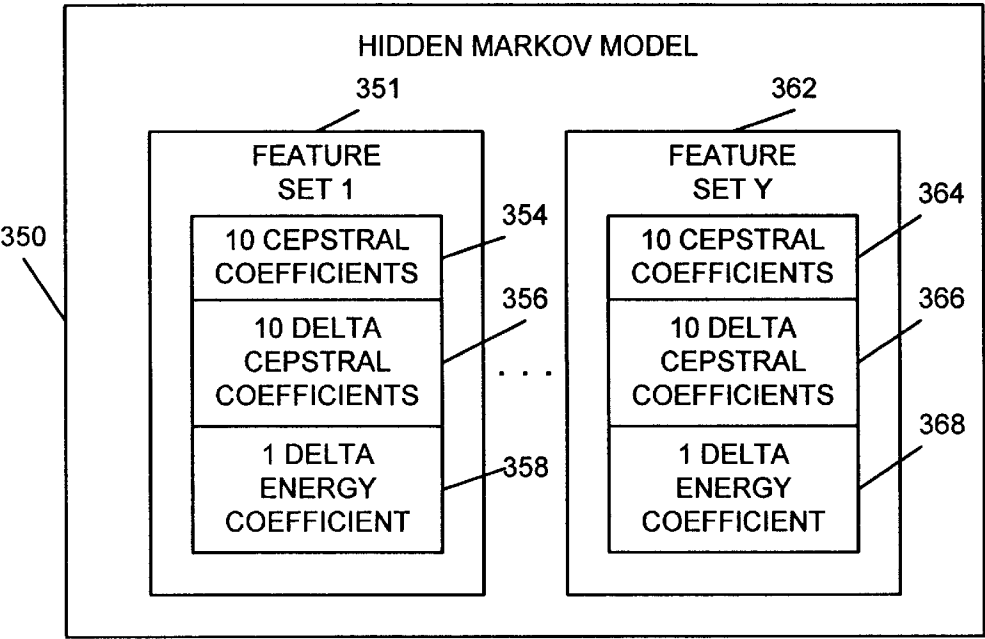 HIDDEN MARKOV MODEL
351
362
FEATURE
SET 1
FEATURE
SET Y
350
354
364
10 CEPSTRAL
COEFFICIENTS
10 CEPSTRAL
COEFFICIENTS
356
366
10 DELTA
CEPSTRAL
COEFFICIENTS
. . .
10 DELTA
CEPSTRAL
COEFFICIENTS
358
368
1 DELTA
ENERGY
COEFFICIENT
1 DELTA
ENERGY
COEFFICIENT